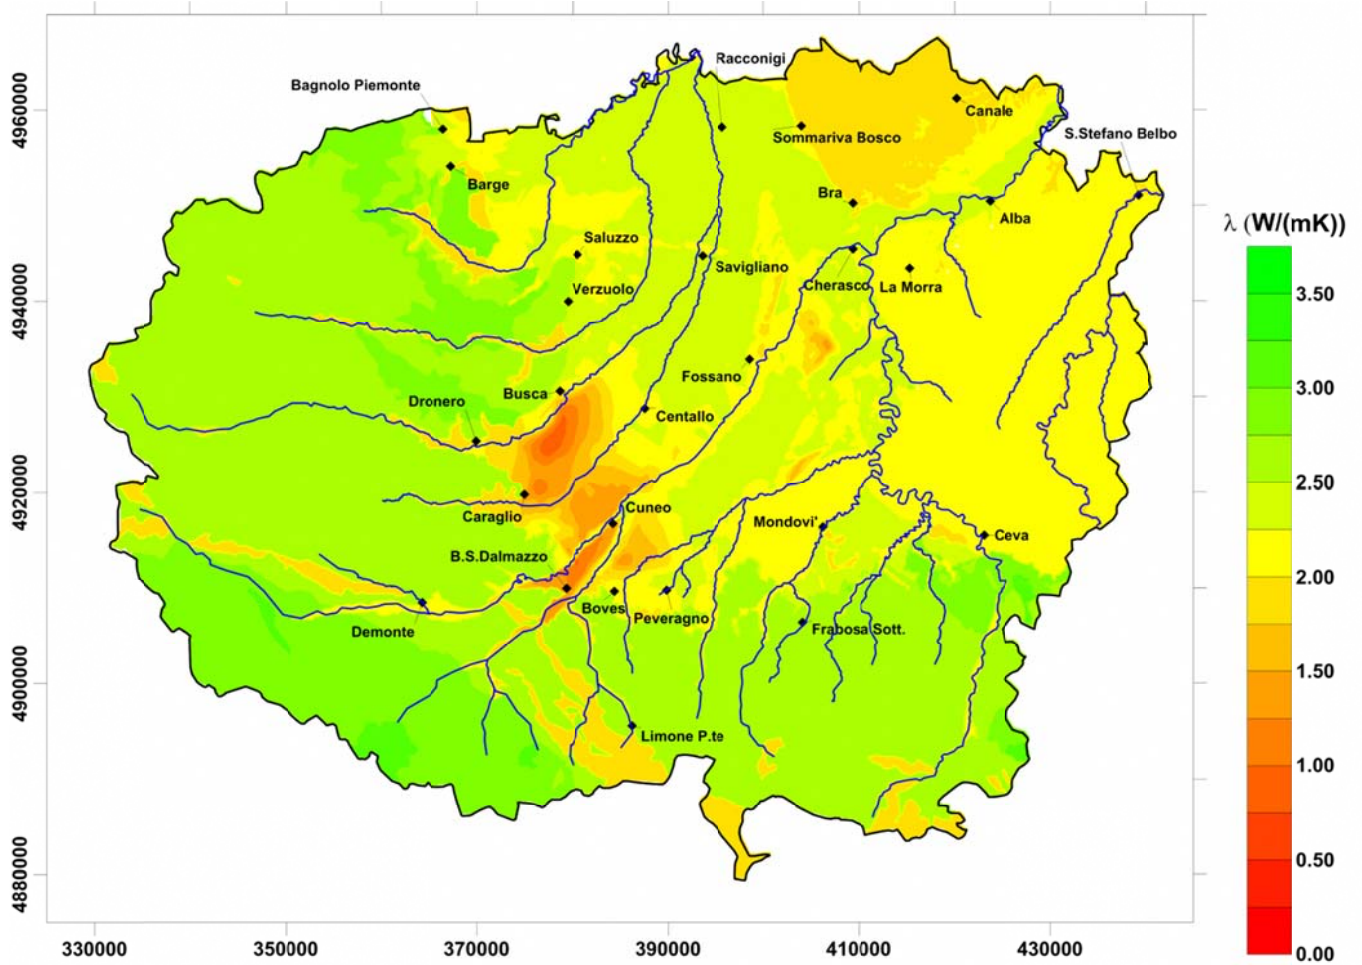 Racconigi
Bagnolo Piemonte
4960000
Canale
Sommariva Bosco
S.Stefano Belbo
Barge
Bra
Alba
λ (W/(mK))
Saluzzo
Savigliano
Cherasco
La Morra
Verzuolo
4940000
3.50
Fossano
3.00
Busca
Dronero
Centallo
4920000
2.50
Caraglio
Cuneo
Mondovi'
Ceva
B.S.Dalmazzo
2.00
Boves
Peveragno
Demonte
Frabosa Sott.
1.50
4900000
Limone P.te
1.00
0.50
4880000
0.00
330000 350000 370000 390000 410000 430000